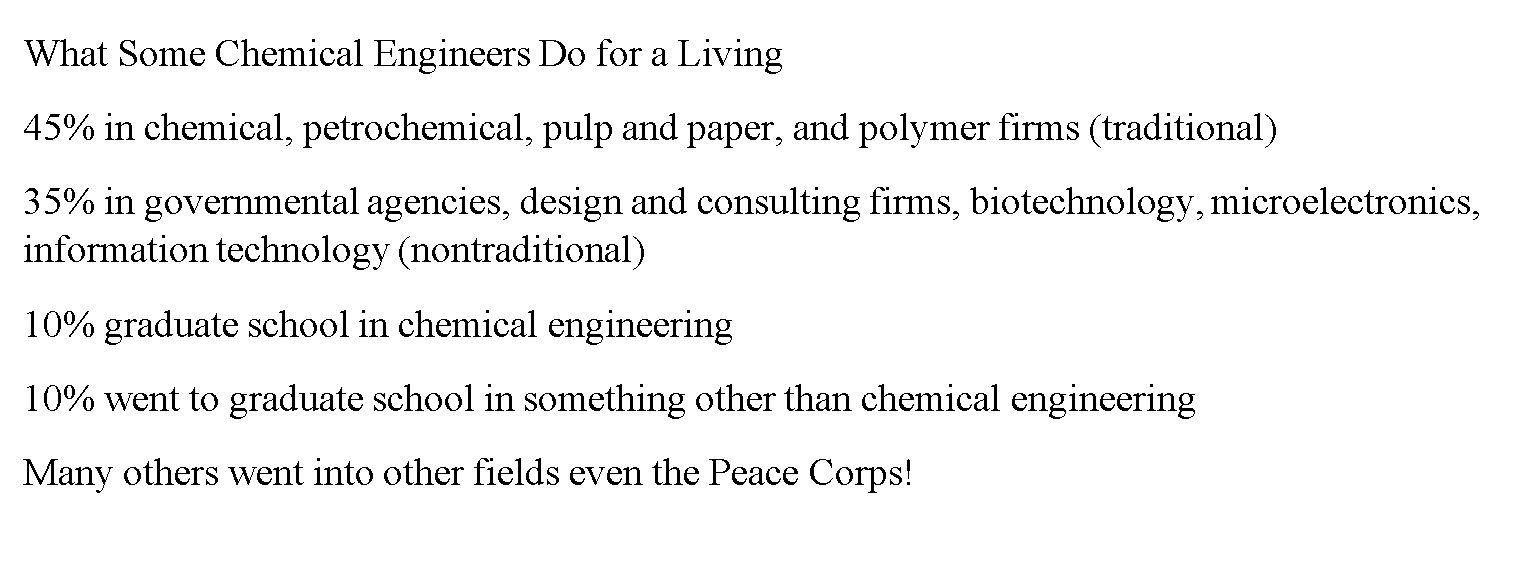 What Some Chemical Engineers Do for a Living
45% in chemical, petrochemical, pulp and paper, and polymer firms (traditional)
35% in governmental agencies, design and consulting firms, biotechnology, microelectronics,
information technology (nontraditional)
10% graduate school in chemical engineering
10% went to graduate school in something other than chemical engineering
Many others went into other fields even the Peace Corps!